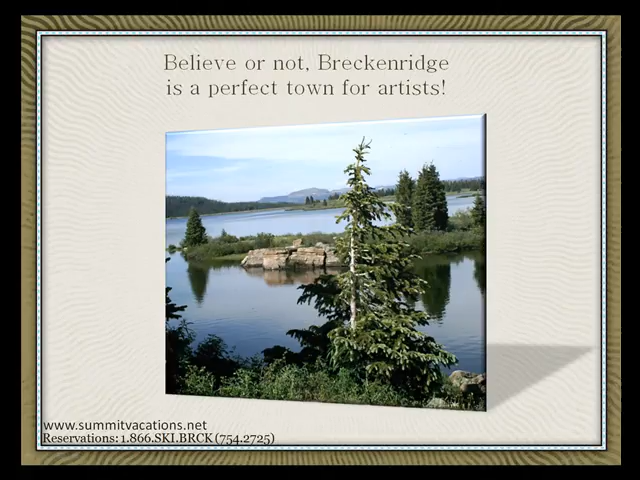 Believe or not, Breckenridge
is a perfect town for artists!
www.summitvacations.net
Reservations: 1.866.SKI.BRCK (754.2725)